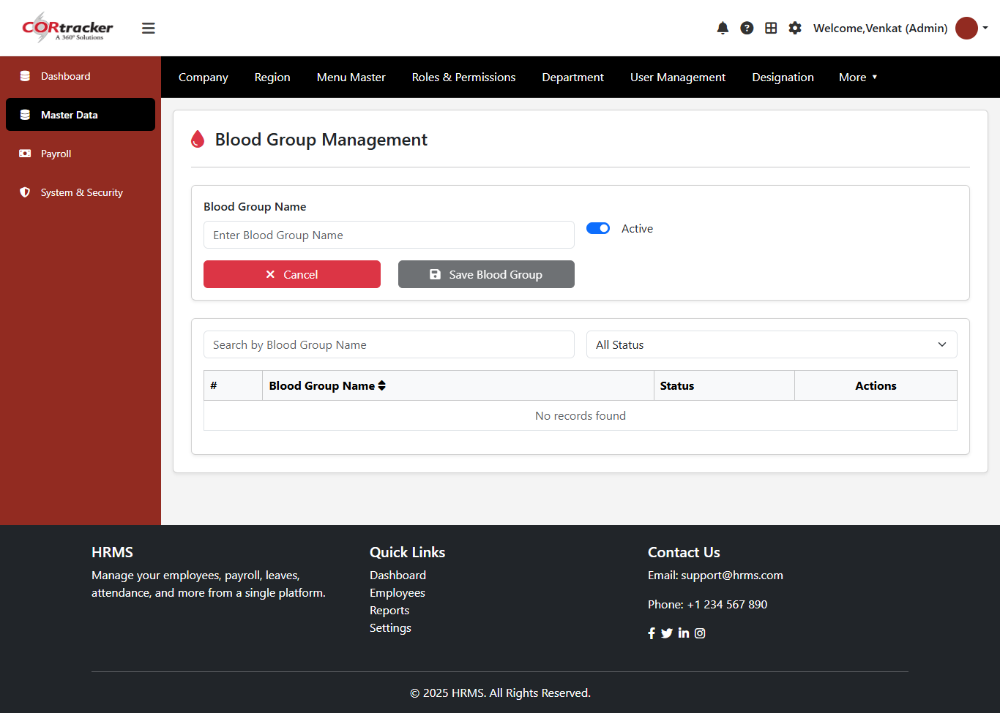 CORtracker
A 360° Solutions
Welcome,Venkat (Admin)
Dashboard
Master Data
Payroll
System & Security
Company Region Menu Master Roles & Permissions Department User Management Designation More
Blood Group Management
Blood Group Name
Enter Blood Group Name
Active
Cancel
Save Blood Group
Search by Blood Group Name
All Status
# Blood Group Name Status Actions
No records found
HRMS
Manage your employees, payroll, leaves,
attendance, and more from a single platform.
Quick Links
Dashboard
Employees
Reports
Settings
Contact Us
Email: support@hrms.com
Phone: +1 234 567 890
© 2025 HRMS. All Rights Reserved.